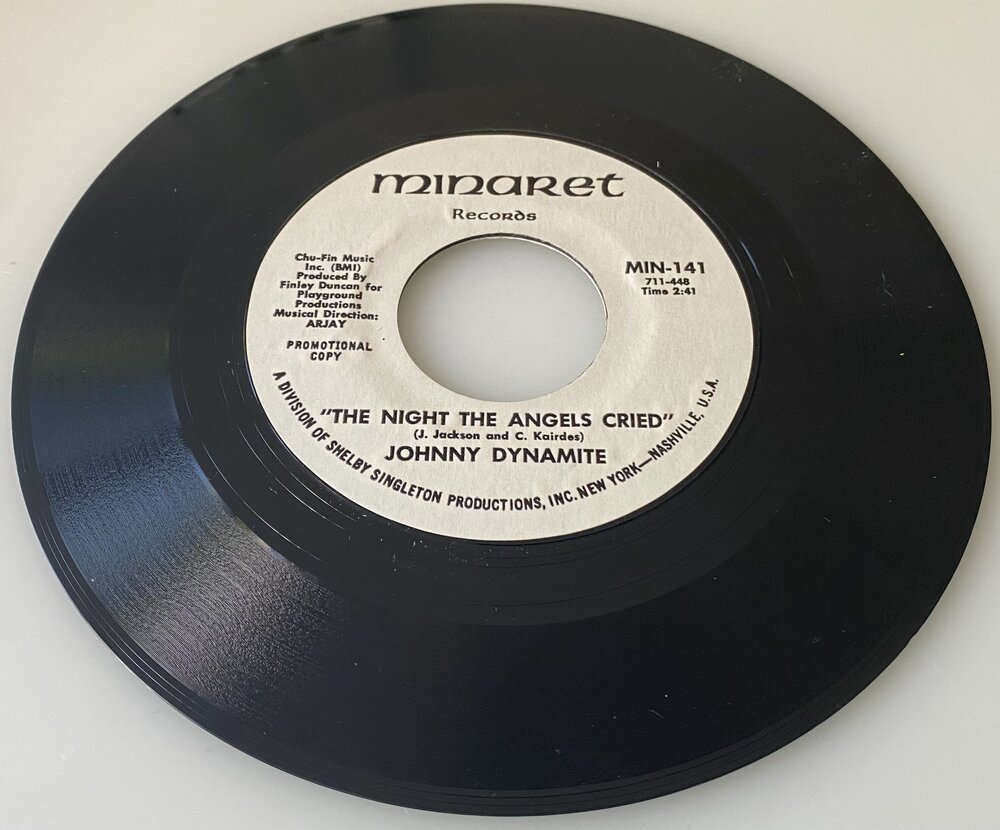 minaret
Records
Chu-Fin Music
Inc. (BMI)
Produced By
Finley Duncan for
Playground
Productions
Musical Direction:
ARJAY
PROMOTIONAL
COPY
MIN-141
711-448
Time 2:41
"THE NIGHT THE ANGELS CRIED"
(J. Jackson and C. Kairdes)
JOHNNY DYNAMITE
A DIVISION OF SHELBY SINGLETON PRODUCTIONS, INC. NEW YORK—NASHVILLE, U.S.A.